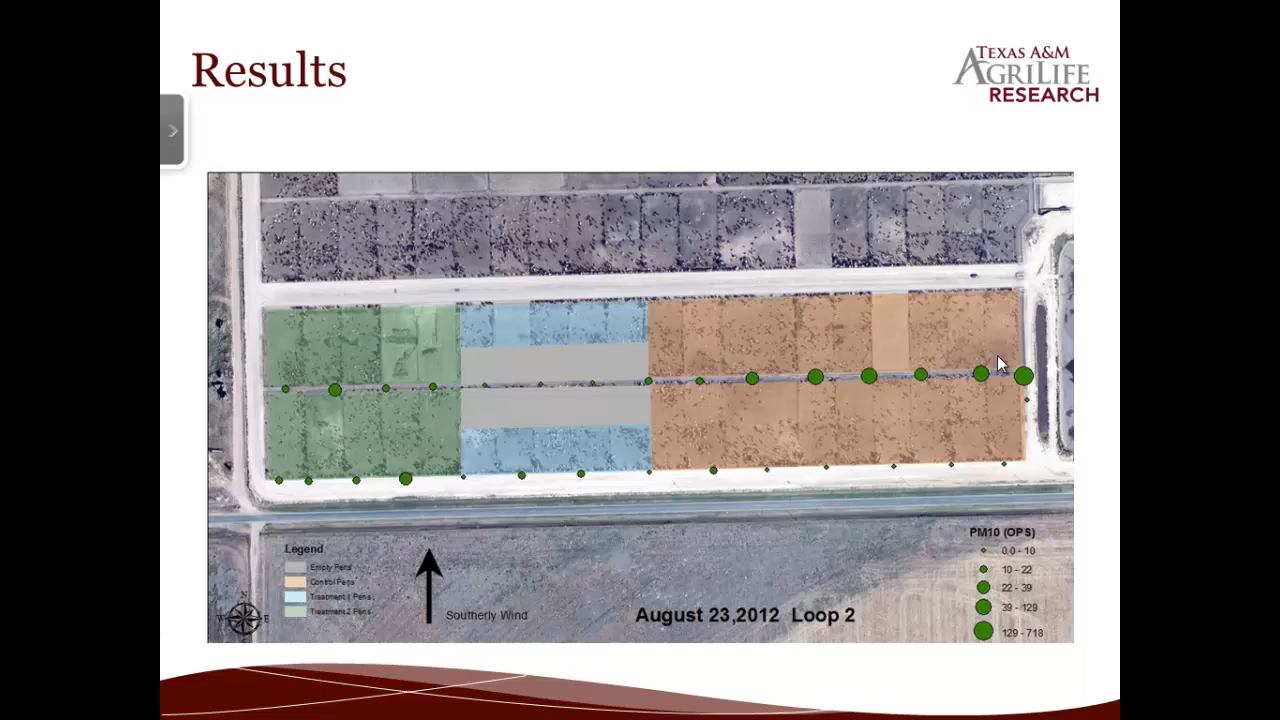 Results
TEXAS A&M
AGRILIFE
RESEARCH
PM10 (OPS)
0.0 - 10
10 - 22
22 - 39
39 - 129
129 - 718
Legend
Empty Pens
Control Pens
Treatment 1 Pens
Treatment 2 Pens
N
W
E
Southerly Wind
August 23,2012 Loop 2